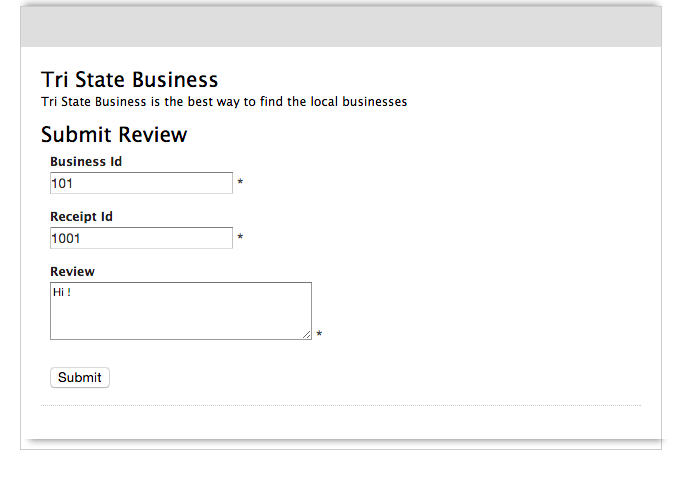 Tri State Business
Tri State Business is the best way to find the local businesses
Submit Review
Business Id
101 *
Receipt Id
1001 *
Review
Hi !
*
Submit